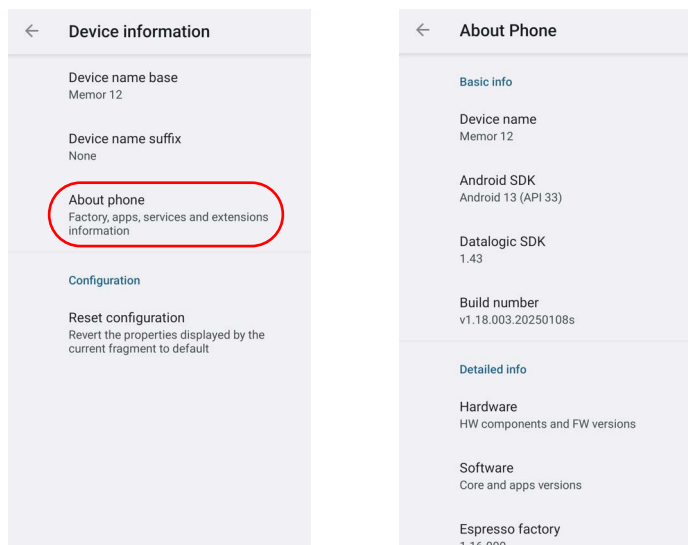 Device information
Device name base
Memor 12
Device name suffix
None
About phone
Factory, apps, services and extensions
information
Configuration
Reset configuration
Revert the properties displayed by the
current fragment to default
About Phone
Basic info
Device name
Memor 12
Android SDK
Android 13 (API 33)
Datalogic SDK
1.43
Build number
v1.18.003.20250108s
Detailed info
Hardware
HW components and FW versions
Software
Core and apps versions
Espresso factory